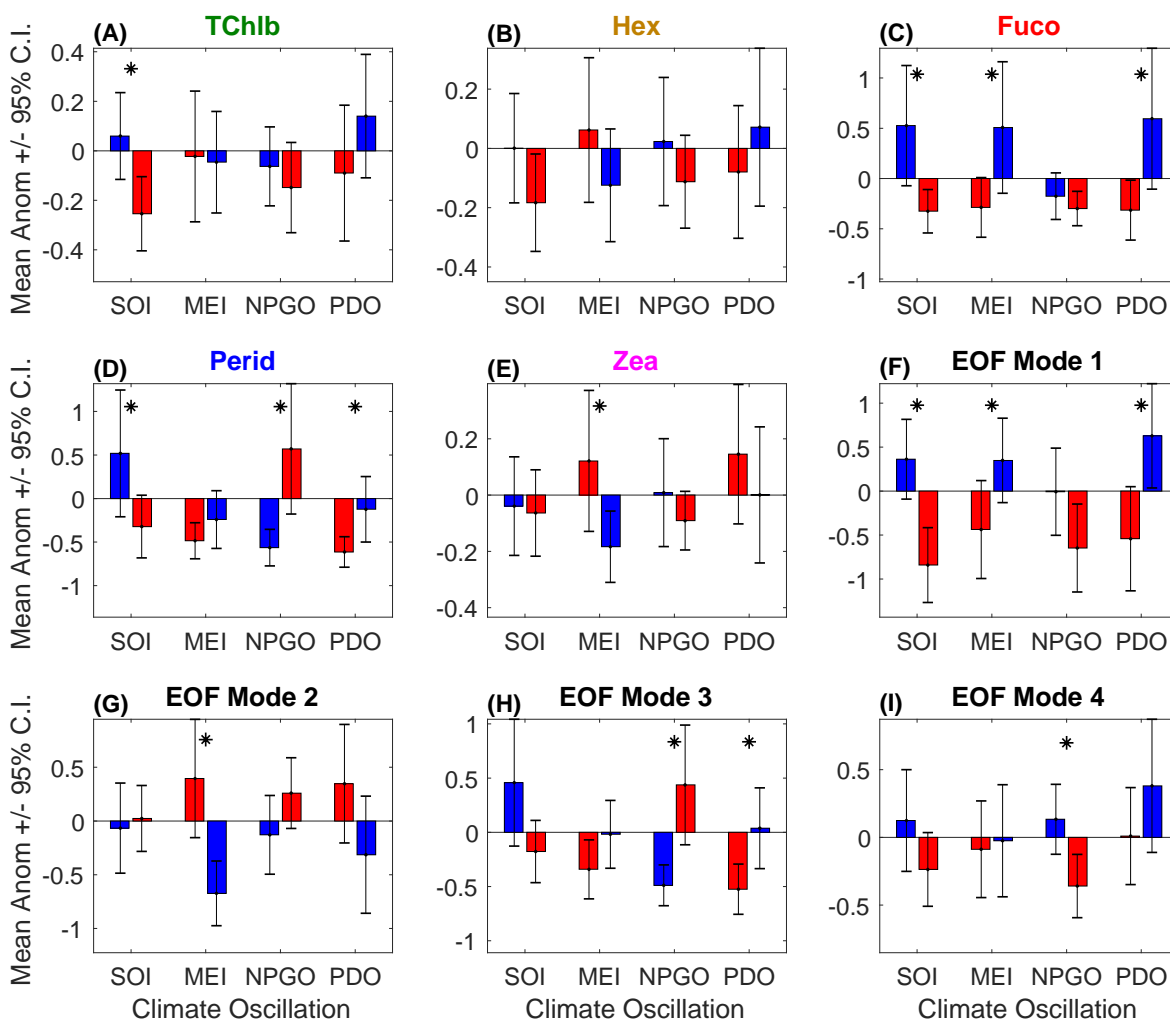 (A) TChlb
(B) Hex
(C) Fuco
Mean Anom +/- 95% C.I.
0.4
0.2
0
-0.2
-0.4
SOI MEI NPGO PDO
0.2
0
-0.2
-0.4
SOI MEI NPGO PDO
1
0.5
0
-0.5
-1
SOI MEI NPGO PDO
(D) Perid
(E) Zea
(F) EOF Mode 1
Mean Anom +/- 95% C.I.
1
0.5
0
-0.5
-1
SOI MEI NPGO PDO
0.2
0
-0.2
-0.4
SOI MEI NPGO PDO
1
0.5
0
-0.5
-1
SOI MEI NPGO PDO
(G) EOF Mode 2
(H) EOF Mode 3
(I) EOF Mode 4
Mean Anom +/- 95% C.I.
0.5
0
-0.5
-1
SOI MEI NPGO PDO
Climate Oscillation
1
0.5
0
-0.5
-1
SOI MEI NPGO PDO
Climate Oscillation
0.5
0
-0.5
SOI MEI NPGO PDO
Climate Oscillation